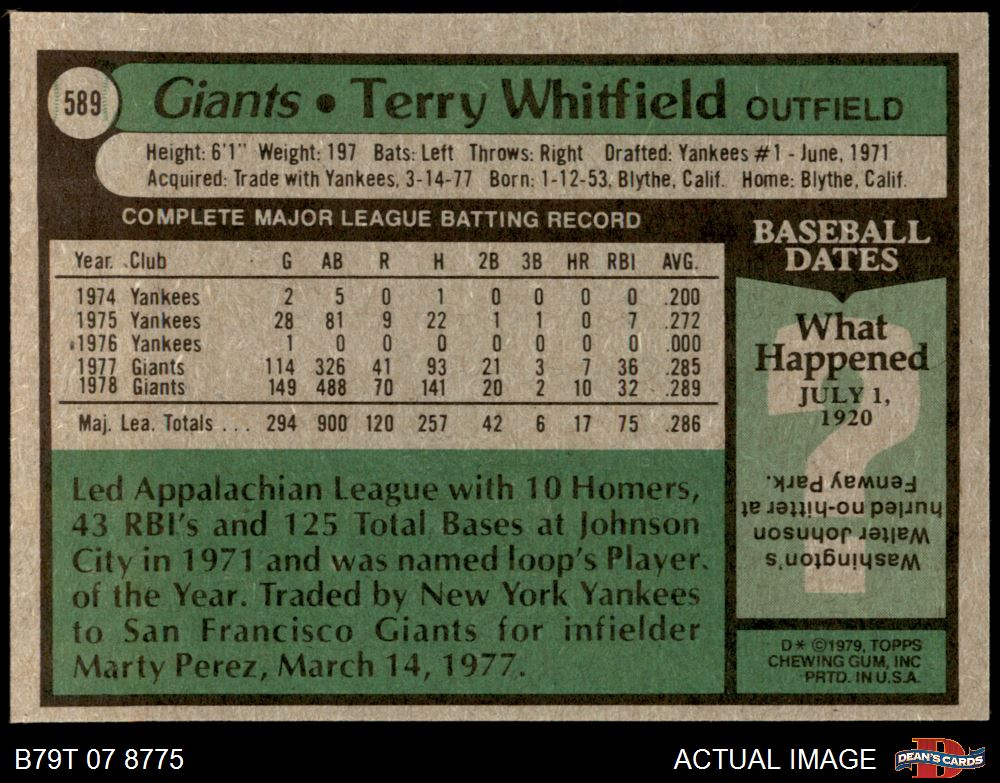 589
Giants • Terry Whitfield OUTFIELD
Height: 6'1" Weight: 197 Bats: Left Throws: Right Drafted: Yankees #1 - June, 1971
Acquired: Trade with Yankees, 3-14-77 Born: 1-12-53, Blythe, Calif. Home: Blythe, Calif.
COMPLETE MAJOR LEAGUE BATTING RECORD
Year Club G AB R H 2B 3B HR RBI AVG.
1974 Yankees 2 5 0 1 0 0 0 0 .200
1975 Yankees 28 81 9 22 1 1 0 7 .272
1976 Yankees 1 0 0 0 0 0 0 0 .000
1977 Giants 114 326 41 93 21 3 7 36 .285
1978 Giants 149 488 70 141 20 2 10 32 .289
Maj. Lea. Totals . . . 294 900 120 257 42 6 17 75 .286
Led Appalachian League with 10 Homers,
43 RBI's and 125 Total Bases at Johnson
City in 1971 and was named loop's Player
of the Year. Traded by New York Yankees
to San Francisco Giants for infielder
Marty Perez, March 14, 1977.
BASEBALL
DATES
What
Happened
JULY 1,
1920
Washington's
Walter Johnson
hurled no-hitter at
Fenway Park.
D* ©1979, TOPPS
CHEWING GUM, INC
PRTD. IN U.S.A.
B79T 07 8775
ACTUAL IMAGE
DEAN'S CARDS